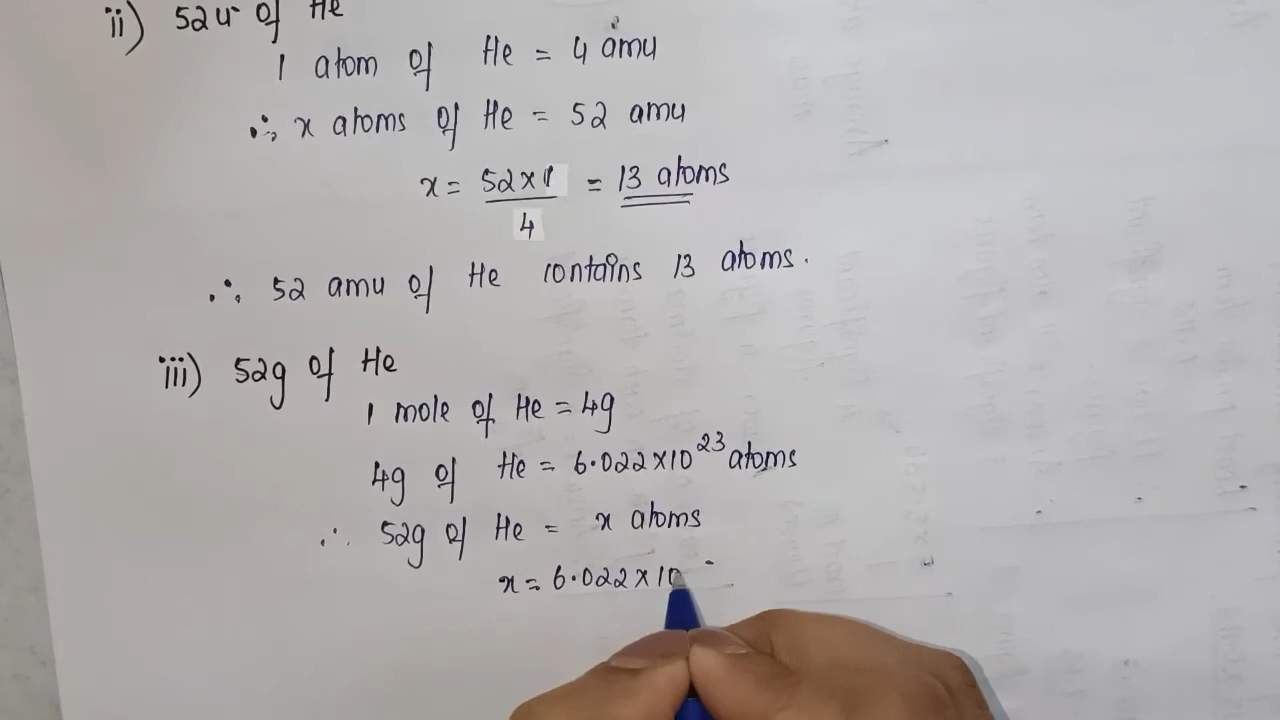 ii) 52u of He
1 atom of He = 4 amu
∴ x atoms of He = 52 amu
x = 52×1 = 13 atoms
4
∴ 52 amu of He contains 13 atoms.
iii) 52g of He
1 mole of He = 4g
4g of He = 6.022×10²³ atoms
∴ 52g of He = x atoms
x = 6.022×10